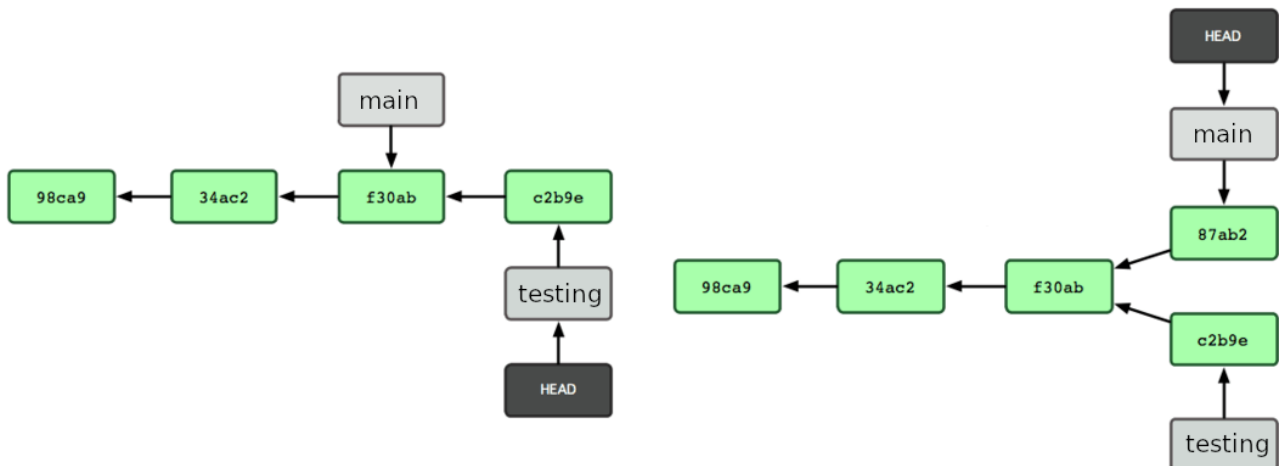 main
98ca9
34ac2
f30ab
c2b9e
testing
HEAD
HEAD
main
87ab2
98ca9
34ac2
f30ab
c2b9e
testing